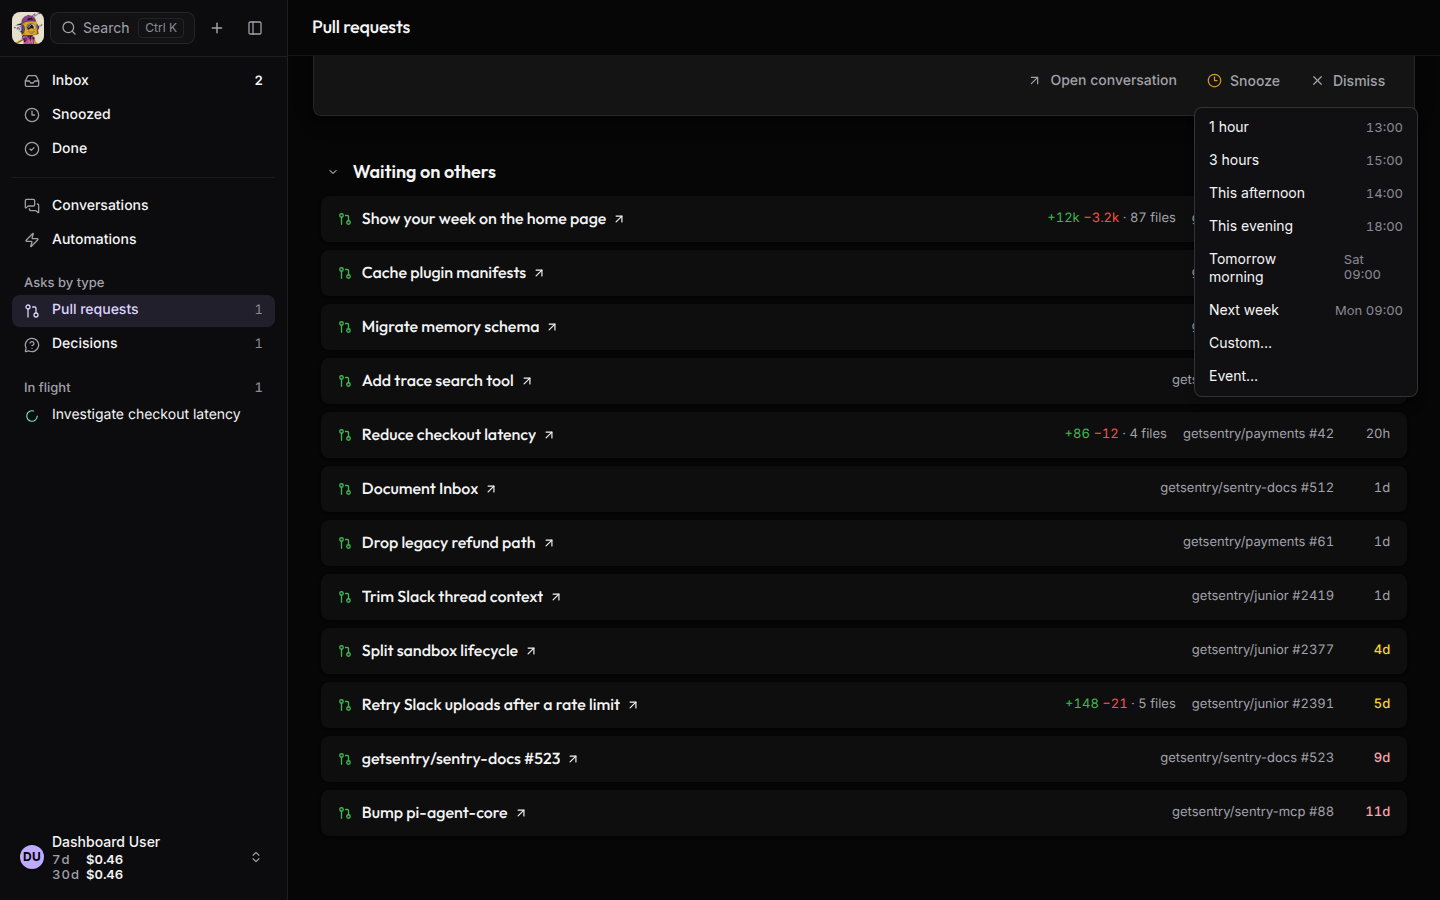 Search Ctrl K
Inbox 2
Snoozed
Done
Conversations
Automations
Asks by type
Pull requests 1
Decisions 1
In flight 1
Investigate checkout latency
DU
Dashboard User
7d $0.46
30d $0.46
Pull requests
Open conversation Snooze Dismiss
1 hour 13:00
3 hours 15:00
This afternoon 14:00
This evening 18:00
Tomorrow morning Sat 09:00
Next week Mon 09:00
Custom...
Event...
Waiting on others
Show your week on the home page +12k −3.2k · 87 files
Cache plugin manifests
Migrate memory schema
Add trace search tool
Reduce checkout latency +86 −12 · 4 files getsentry/payments #42 20h
Document Inbox getsentry/sentry-docs #512 1d
Drop legacy refund path getsentry/payments #61 1d
Trim Slack thread context getsentry/junior #2419 1d
Split sandbox lifecycle getsentry/junior #2377 4d
Retry Slack uploads after a rate limit +148 −21 · 5 files getsentry/junior #2391 5d
getsentry/sentry-docs #523 getsentry/sentry-docs #523 9d
Bump pi-agent-core getsentry/sentry-mcp #88 11d